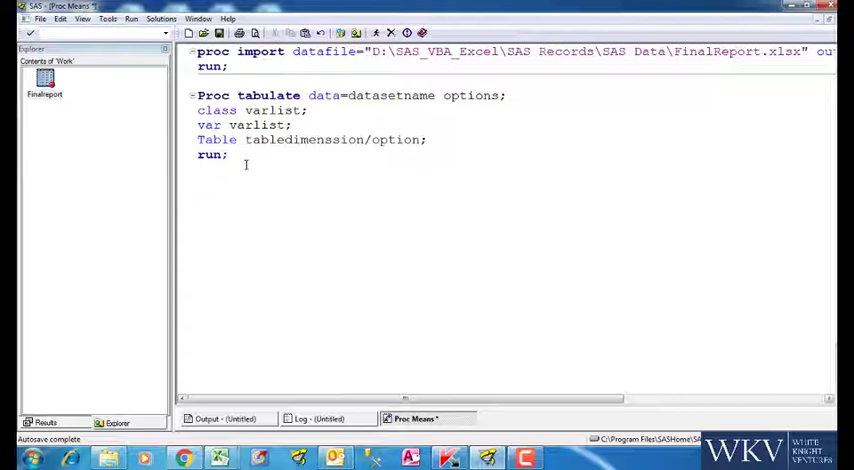 SAS - [Proc Means *]
File Edit View Tools Run Solutions Window Help
Explorer
Contents of 'Work'
Finalreport
proc import datafile="D:\SAS_VBA_Excel\SAS Records\SAS Data\FinalReport.xlsx" ou
run;
Proc tabulate data=datasetname options;
class varlist;
var varlist;
Table tabledimenssion/option;
run;
Results Explorer
Output - (Untitled) Log - (Untitled) Proc Means *
Autosave complete
C:\Program Files\SASHome\SAS
WKV
WHITE
KNIGHT
VENTURES